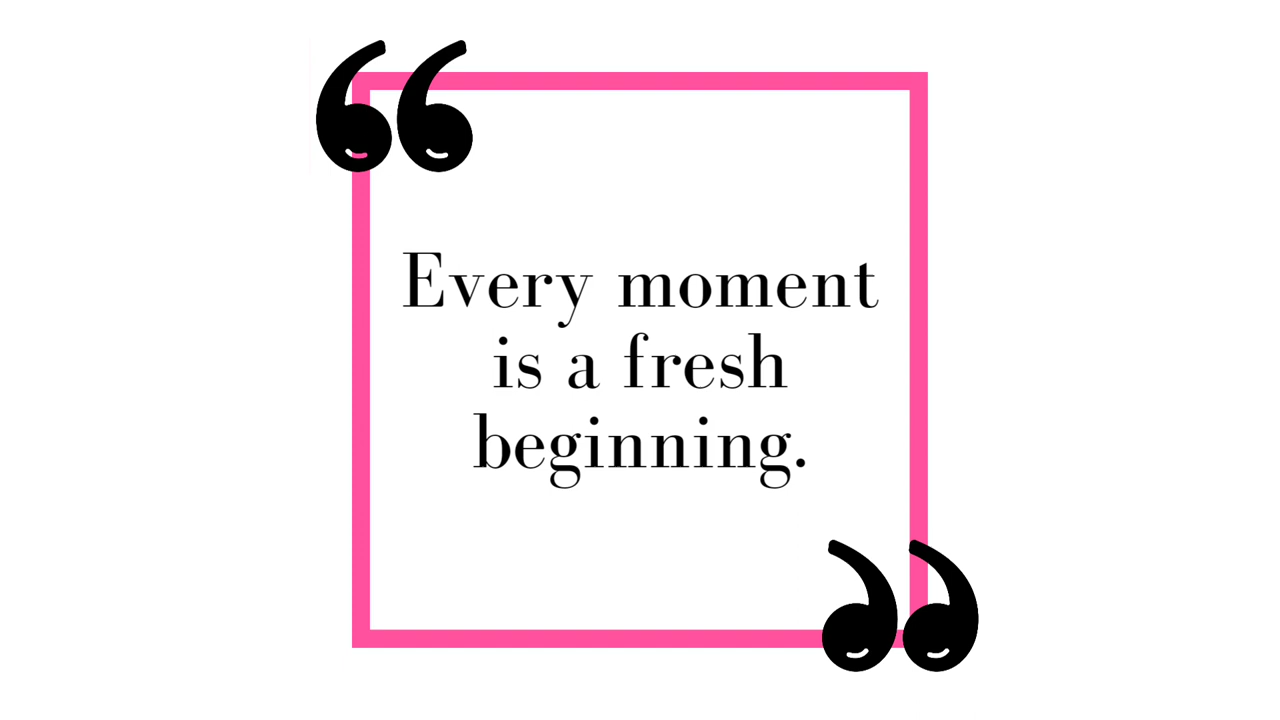 “
Every moment
is a fresh
beginning.
”